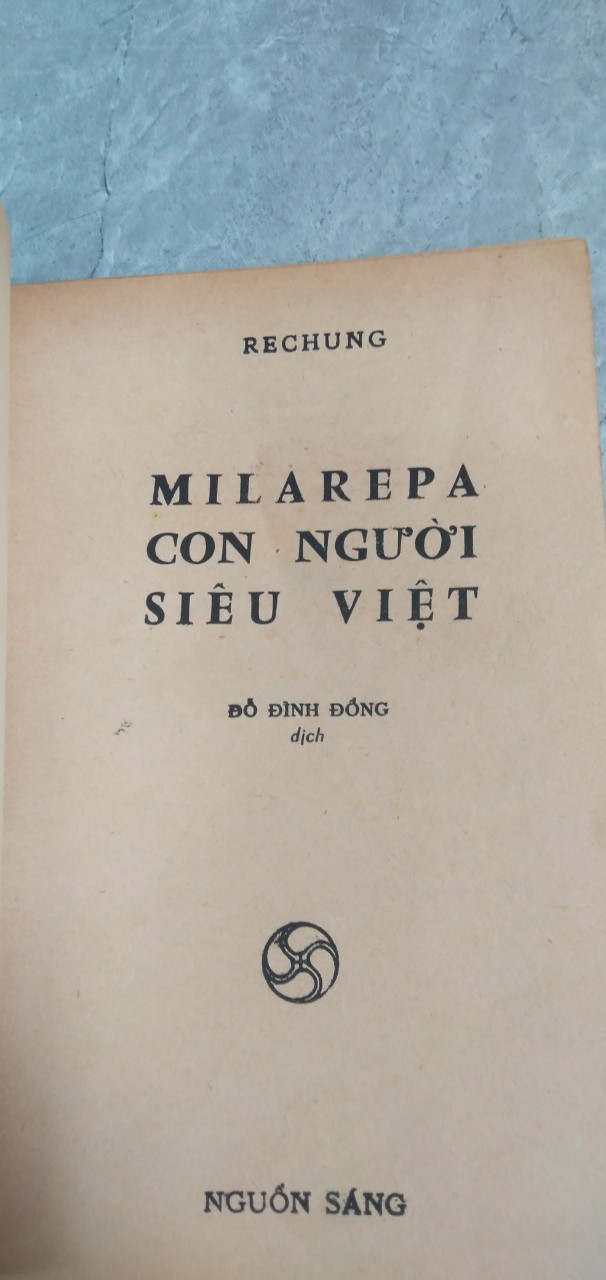 RECHUNG
MILAREPA
CON NGƯỜI
SIÊU VIỆT
ĐỖ ĐÌNH ĐỒNG
dịch
NGUỒN SÁNG